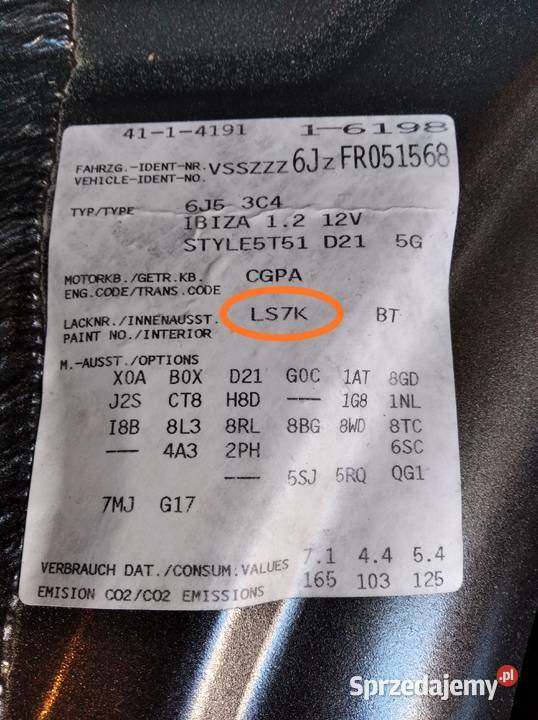 41-1-4191 1-6198
FAHRZG.-IDENT-NR. VSSZZZ6JzFR051568
VEHICLE-IDENT-NO.
TYP/TYPE 6J5 3C4
IBIZA 1.2 12V
STYLE5T51 D21 5G
MOTORKB./GETR.KB. CGPA
ENG.CODE/TRANS.CODE
LACKNR./INNENAUSST. LS7K BT
PAINT NO./INTERIOR
M.-AUSST./OPTIONS
X0A B0X D21 G0C 1AT 8GD
J2S CT8 H8D --- 1G8 1NL
I8B 8L3 8RL 8BG 8WD 8TC
--- 4A3 2PH 6SC
--- 5SJ 5RQ QG1
7MJ G17
VERBRAUCH DAT./CONSUM.VALUES 7.1 4.4 5.4
EMISION CO2/CO2 EMISSIONS 165 103 125
Sprzedajemy.pl